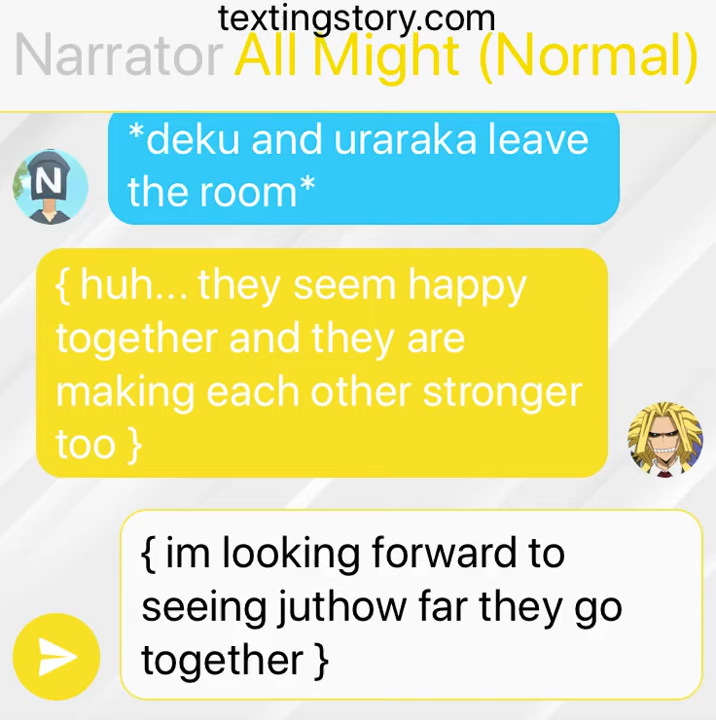 textingstory.com
Narrator All Might (Normal)
*deku and uraraka leave
the room*
N
{ huh... they seem happy
together and they are
making each other stronger
too }
{ im looking forward to
seeing juthow far they go
together }